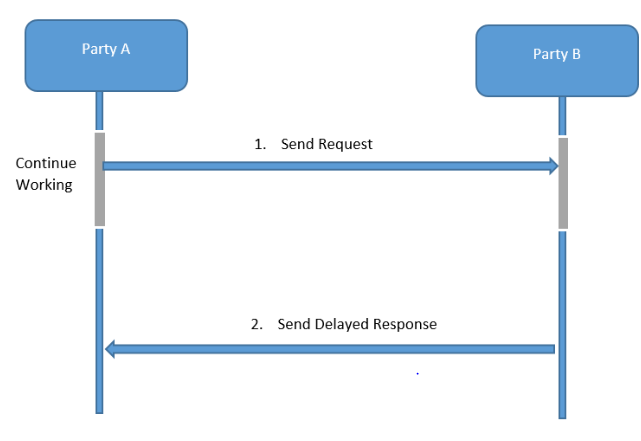 Party A
Party B
1. Send Request
Continue
Working
2. Send Delayed Response
.